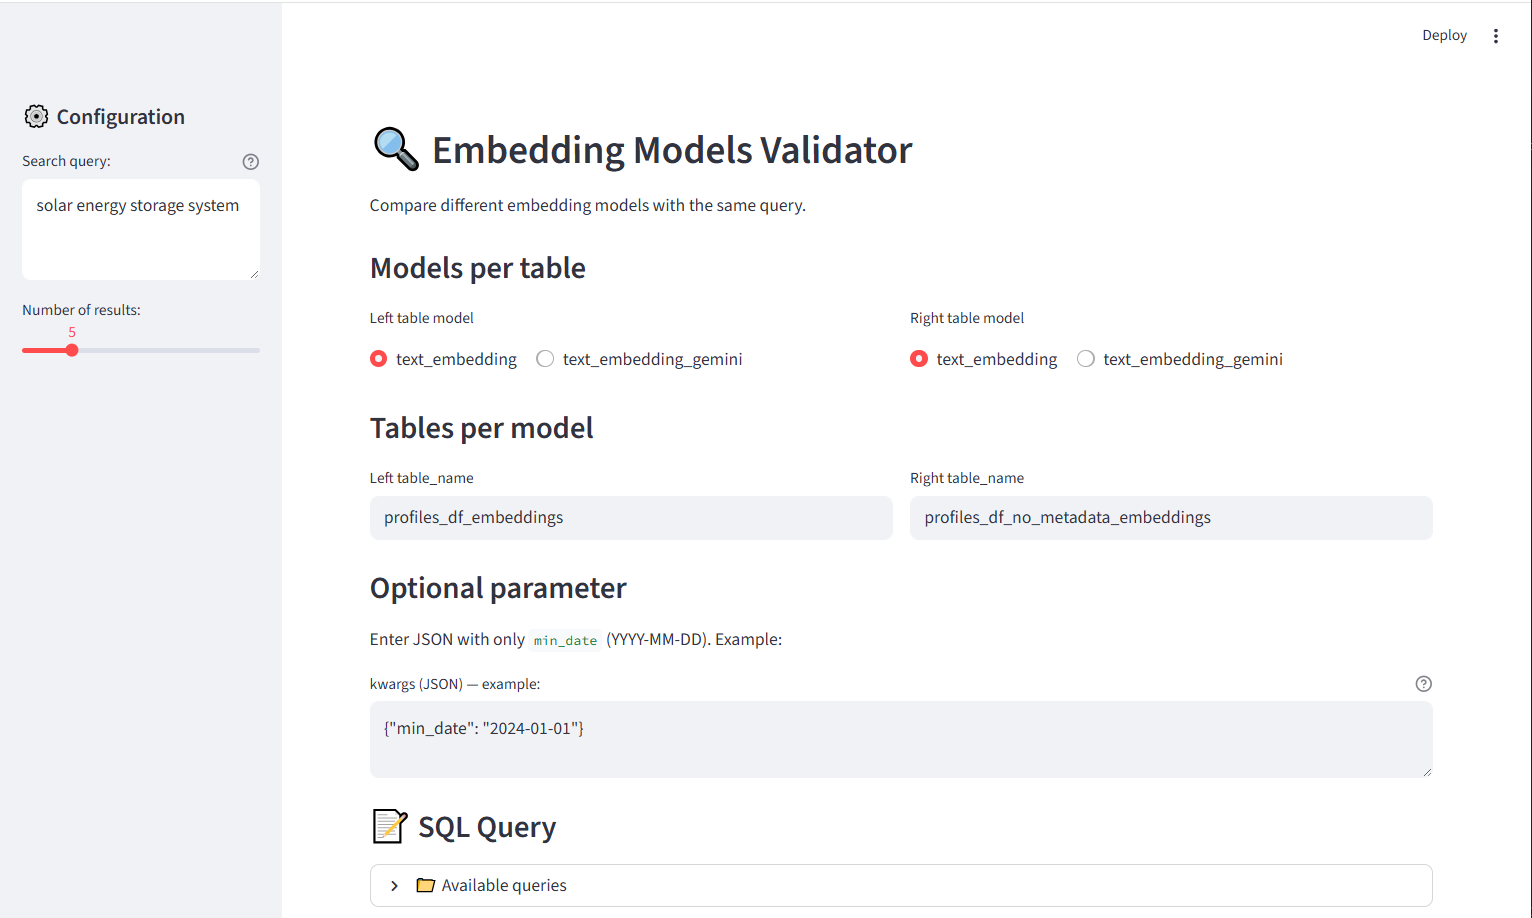 Deploy
Configuration
Search query:
solar energy storage system
Number of results:
5
Embedding Models Validator
Compare different embedding models with the same query.
Models per table
Left table model
text_embedding
text_embedding_gemini
Right table model
text_embedding
text_embedding_gemini
Tables per model
Left table_name
profiles_df_embeddings
Right table_name
profiles_df_no_metadata_embeddings
Optional parameter
Enter JSON with only min_date (YYYY-MM-DD). Example:
kwargs (JSON) — example:
{"min_date": "2024-01-01"}
SQL Query
Available queries